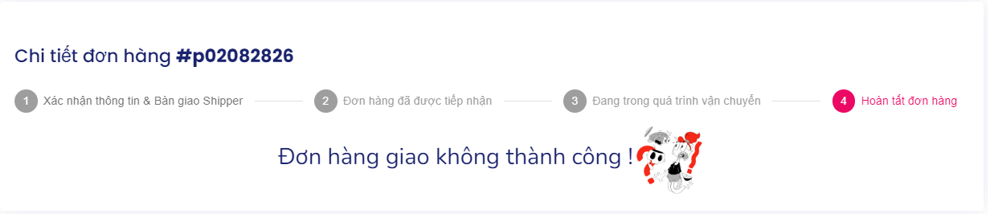 Chi tiết đơn hàng #p02082826
1 Xác nhận thông tin & Bàn giao Shipper 2 Đơn hàng đã được tiếp nhận 3 Đang trong quá trình vận chuyển 4 Hoàn tất đơn hàng
Đơn hàng giao không thành công !